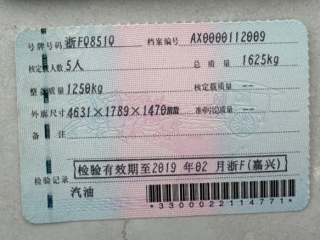 号牌号码 浙FQ851Q 档案编号 AX0000112009
核定载人数 5人 总质量 1625kg
整备质量 1250kg 核定载质量 --
外廓尺寸 4631×1789×1470mm 准牵引总质量 --
备注
检验有效期至2019年02月浙F(嘉兴)
检验记录
汽油
*3300022114771*